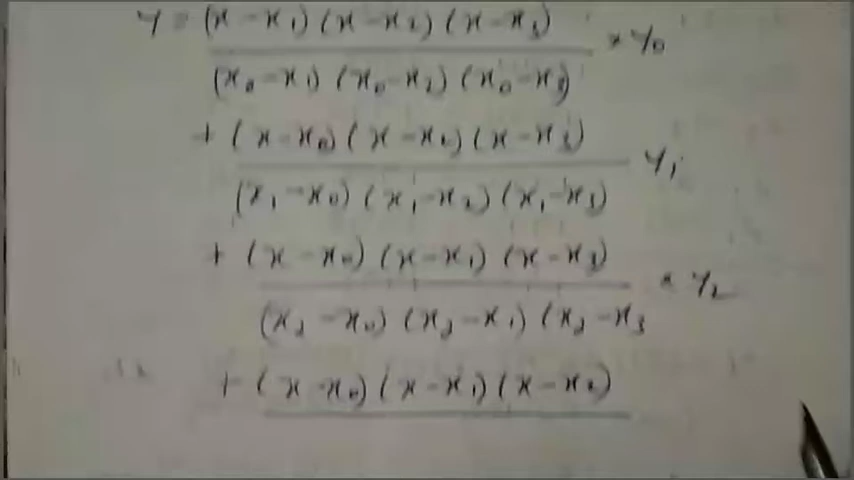 y = (x - x₁) (x - x₂) (x - x₃)
× y₀
(x₀ - x₁) (x₀ - x₂) (x₀ - x₃)
+ (x - x₀) (x - x₂) (x - x₃)
y₁
(x₁ - x₀) (x₁ - x₂) (x₁ - x₃)
+ (x - x₀) (x - x₁) (x - x₃)
× y₂
(x₂ - x₀) (x₂ - x₁) (x₂ - x₃
+ (x - x₀) (x - x₁) (x - x₂)